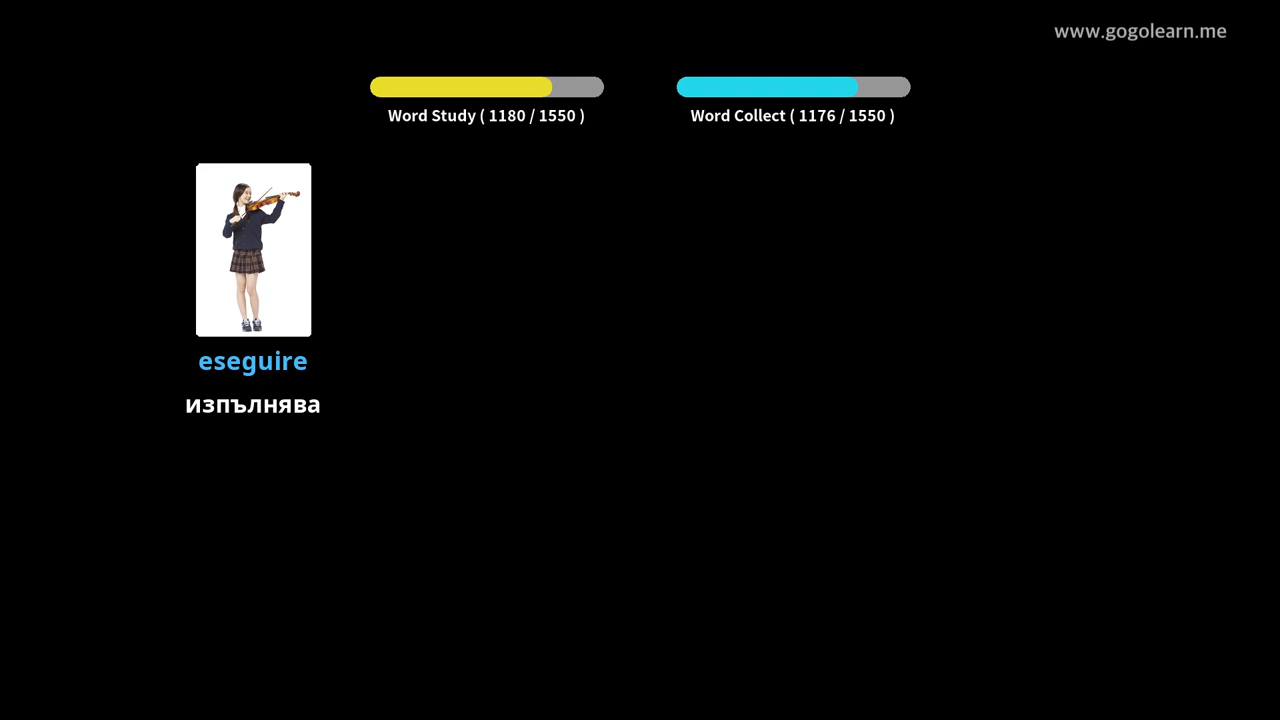 www.gogolearn.me
Word Study ( 1180 / 1550 )
Word Collect ( 1176 / 1550 )
eseguire
изпълнява